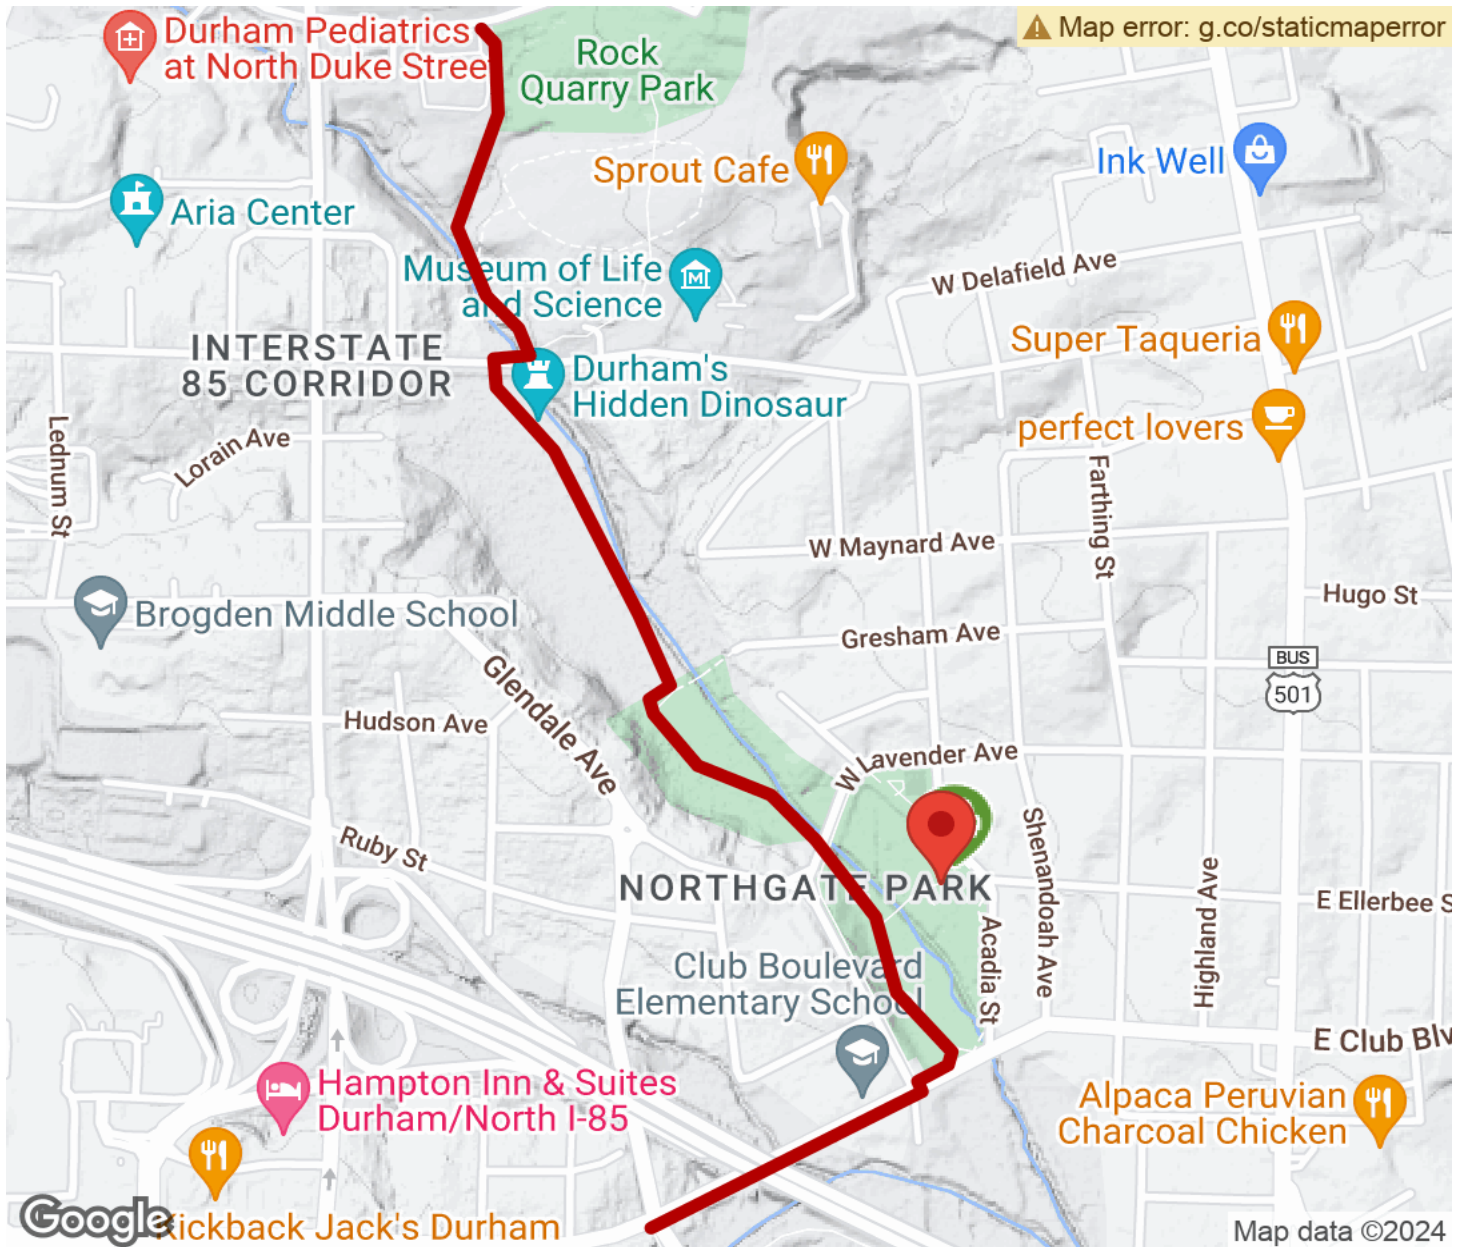 Durham Pediatrics
at North Duke Street
Rock
Quarry Park
Map error: g.co/staticmaperror
Sprout Cafe
Ink Well
Aria Center
Museum of Life
and Science
W Delafield Ave
INTERSTATE
85 CORRIDOR
Super Taqueria
Durham's
Hidden Dinosaur
perfect lovers
Lednum St
Lorain Ave
Farthing St
W Maynard Ave
Hugo St
Brogden Middle School
Gresham Ave
BUS
501
Glendale Ave
Hudson Ave
W Lavender Ave
Shenandoah Ave
Ruby St
NORTHGATE PARK
Highland Ave
E Ellerbee S
Acadia St
Club Boulevard
Elementary School
E Club Blv
Hampton Inn & Suites
Durham/North I-85
Alpaca Peruvian
Charcoal Chicken
Google
Kickback Jack's Durham
Map data ©2024